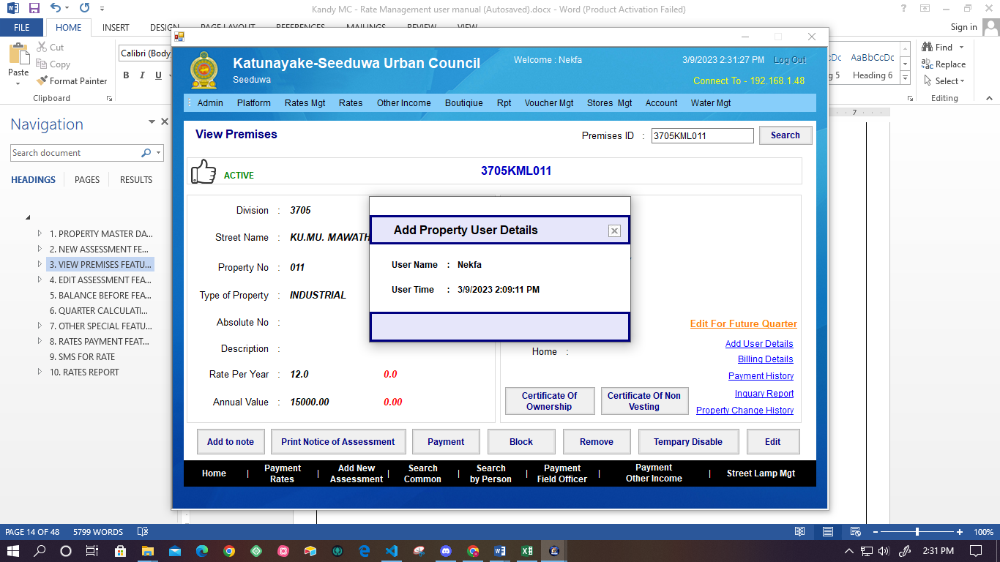 Kandy MC - Rate Management user manual (Autosaved).docx - Word (Product Activation Failed)
FILE HOME INSERT DESIGN PAGE LAYOUT REFERENCES MAILINGS REVIEW VIEW Sign in
Paste
Cut
Copy
Format Painter
Clipboard
Calibri (Body
B I U
AaBbCcDc
g 5 Heading 6
Find
Replace
Select
Editing
7
Navigation
Search document
HEADINGS PAGES RESULTS
1. PROPERTY MASTER DA...
2. NEW ASSESSMENT FE...
3. VIEW PREMISES FEATU...
4. EDIT ASSESSMENT FEA...
5. BALANCE BEFORE FEA...
6. QUARTER CALCULATI...
7. OTHER SPECIAL FEATU...
8. RATES PAYMENT FEAT...
9. SMS FOR RATE
10. RATES REPORT
Katunayake-Seeduwa Urban Council
Seeduwa
Welcome : Nekfa
3/9/2023 2:31:27 PM Log Out
Connect To - 192.168.1.48
Admin Platform Rates Mgt Rates Other Income Boutiqiue Rpt Voucher Mgt Stores Mgt Account Water Mgt
View Premises
Premises ID : 3705KML011 Search
ACTIVE 3705KML011
Division : 3705
Street Name : KU.MU. MAWATH
Property No : 011
Type of Property : INDUSTRIAL
Absolute No :
Description :
Rate Per Year : 12.0 0.0
Annual Value : 15000.00 0.00
Add Property User Details
User Name : Nekfa
User Time : 3/9/2023 2:09:11 PM
Home :
Edit For Future Quarter
Add User Details
Billing Details
Payment History
Inquary Report
Property Change History
Certificate Of
Ownership
Certificate Of Non
Vesting
Add to note Print Notice of Assessment Payment Block Remove Tempary Disable Edit
Home | Payment
Rates | Add New
Assessment | Search
Common | Search
by Person | Payment
Field Officer | Payment
Other Income | Street Lamp Mgt
PAGE 14 OF 48 5799 WORDS 100%
2:31 PM